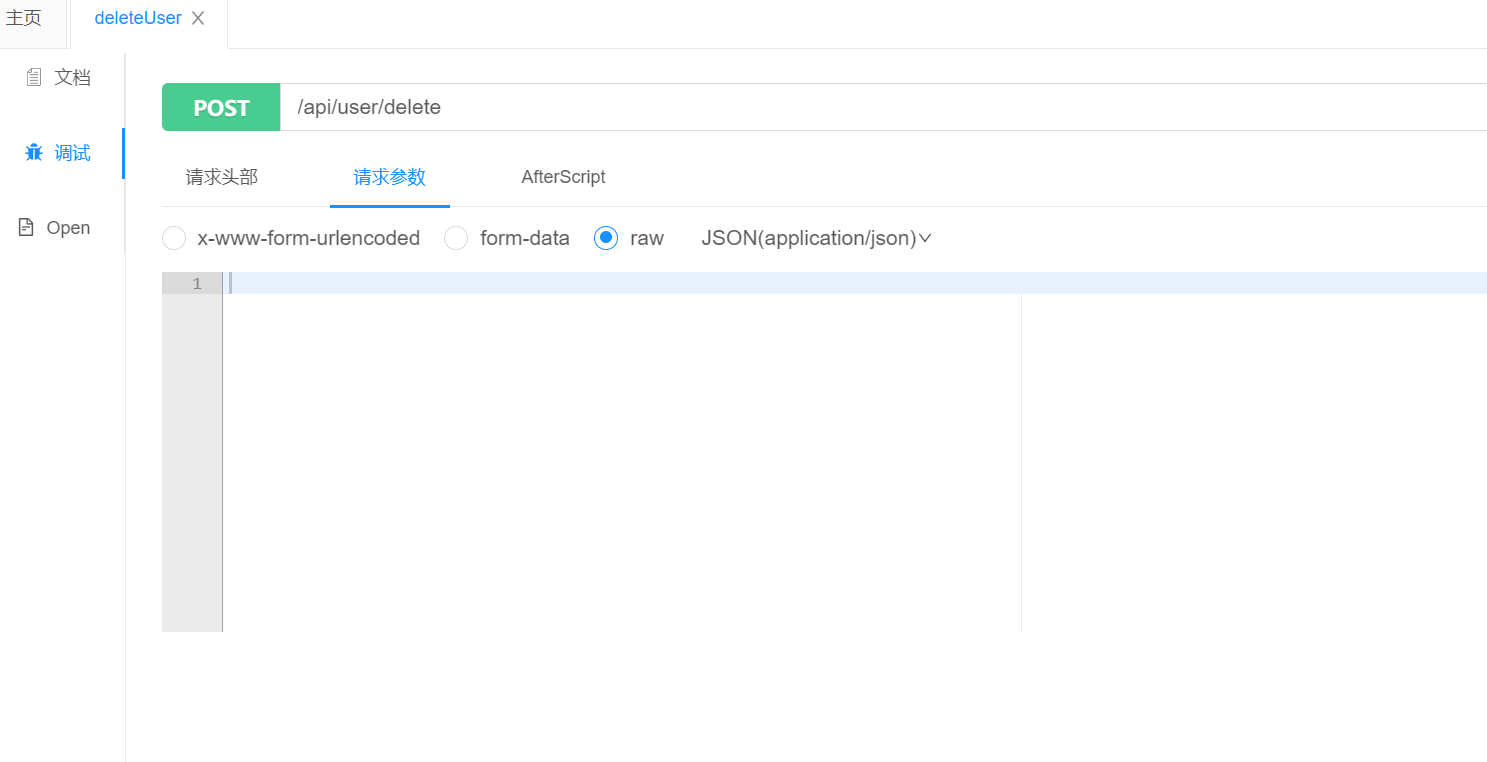 主页 deleteUser
文档
POST /api/user/delete
调试
请求头部 请求参数 AfterScript
Open
x-www-form-urlencoded form-data raw JSON(application/json)
1